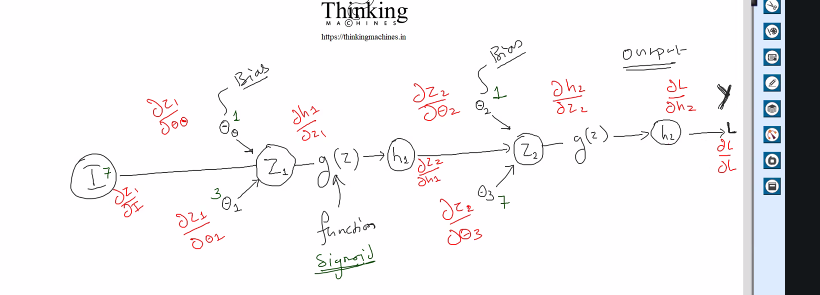 Thinking
MACHINES
https://thinkingmachines.in
Bias
1
θ₀
∂z₁/∂θ₀
∂h1/∂z₁
I 7
∂z₁/∂I
3 θ₁
∂z1/∂θ1
Z₁
g(z)
h₁
function
sigmoid
∂z₂/∂θ₂
∂z₂/∂h1
Bias
1
θ₂
Z₂
θ₃ 7
∂z₂/∂θ3
∂h₂/∂z₂
g(z)
output
h₂
∂L/∂h₂
Y
L
∂L/∂L